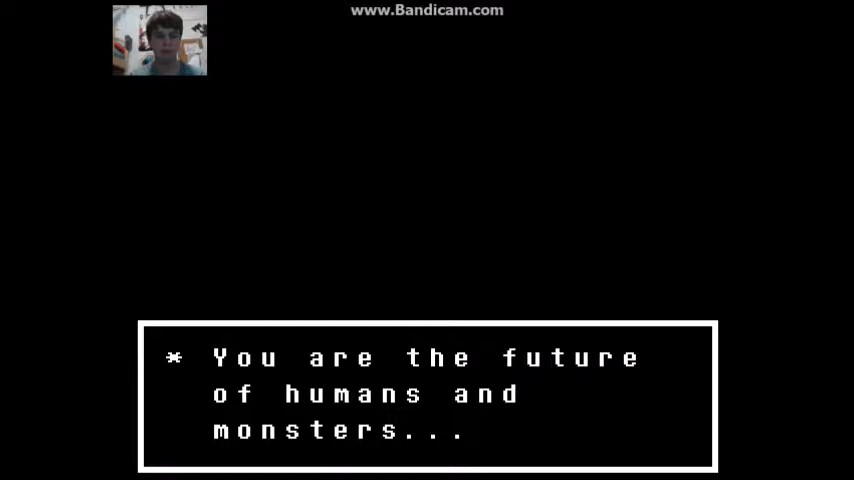 www.Bandicam.com
* You are the future
of humans and
monsters...